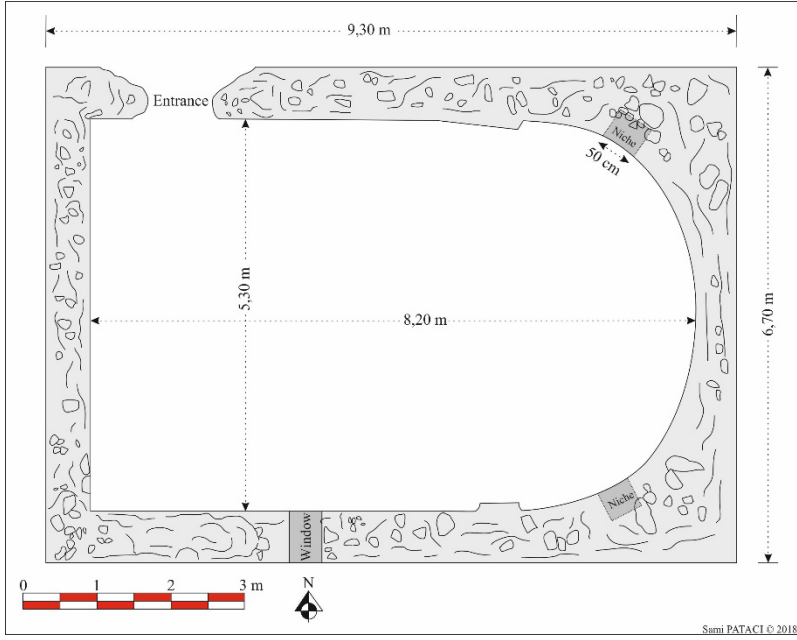 9,30 m
Entrance
Niche
50 cm
5,30 m
8,20 m
6,70 m
Niche
Window
0 1 2 3 m
N
Sami PATACI © 2018